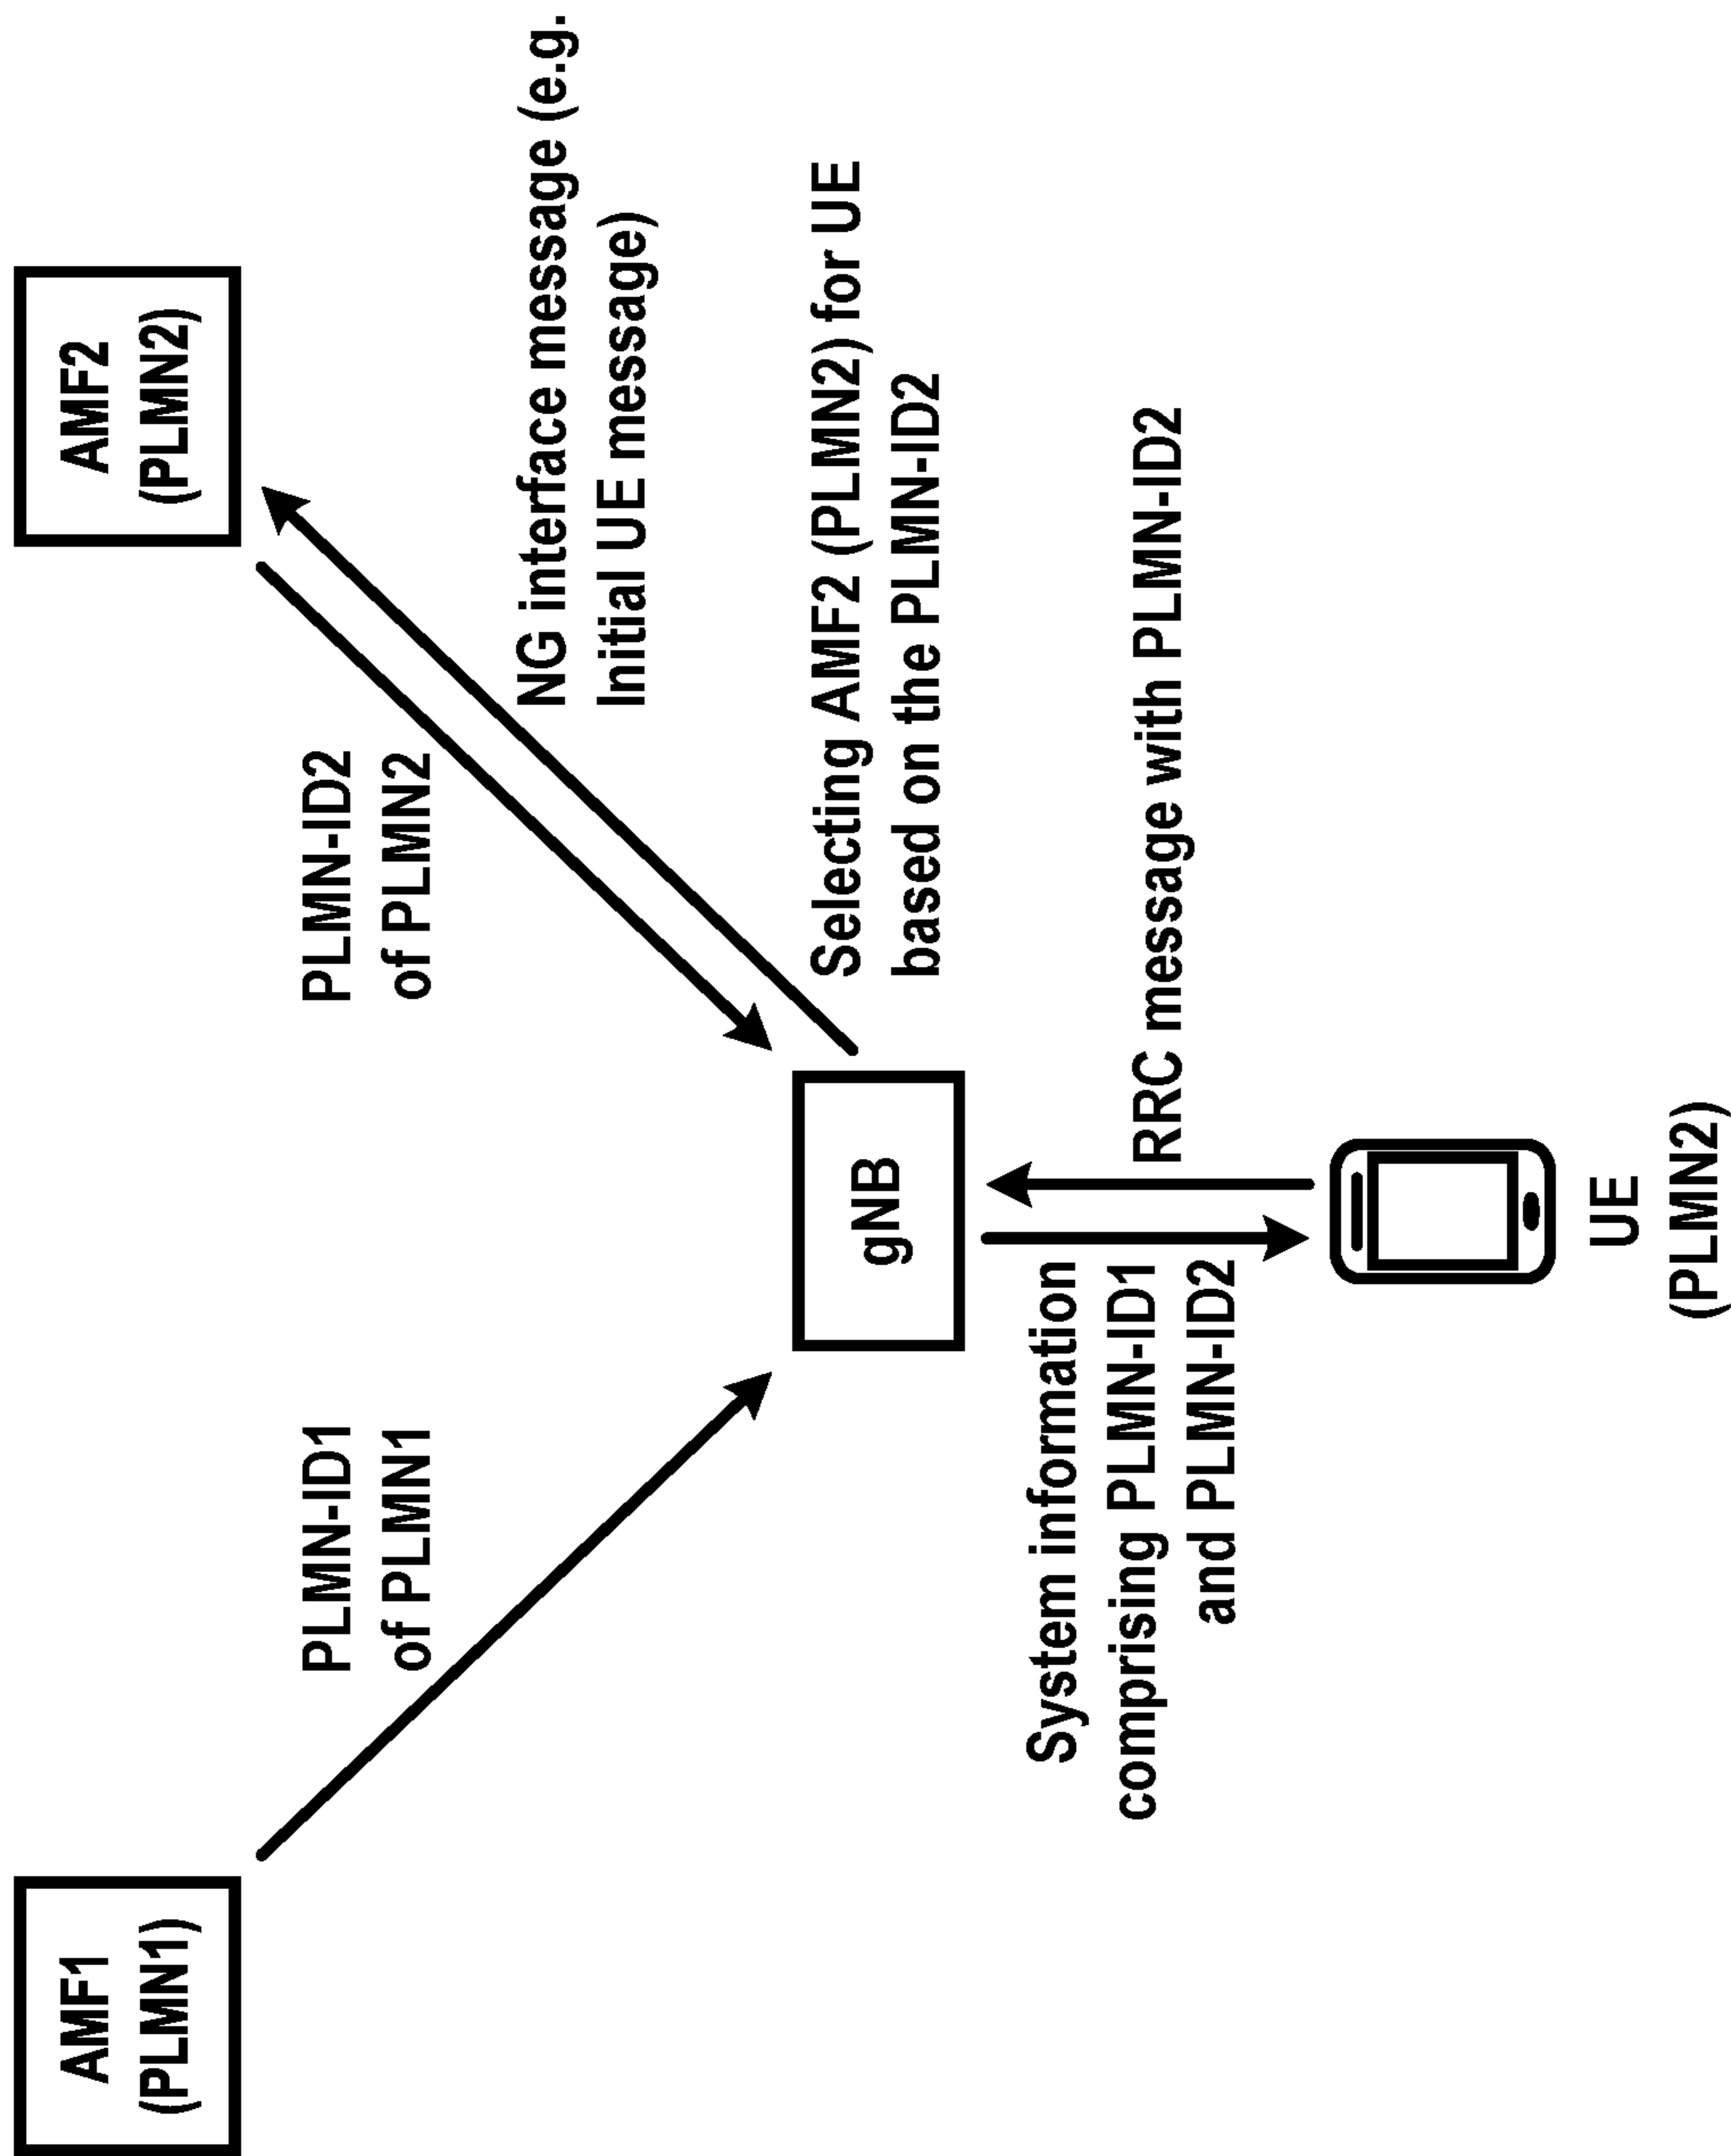 AMF1
(PLMN1)
AMF2
(PLMN2)
PLMN-ID1
of PLMN1
PLMN-ID2
of PLMN2
NG interface message (e.g.
Initial UE message)
gNB
Selecting AMF2 (PLMN2) for UE
based on the PLMN-ID2
System information
comprising PLMN-ID1
and PLMN-ID2
RRC message with PLMN-ID2
UE
(PLMN2)